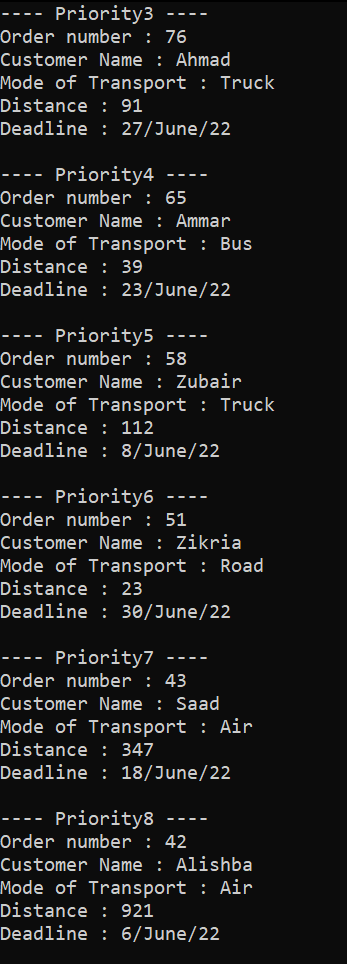 ---- Priority3 ----
Order number : 76
Customer Name : Ahmad
Mode of Transport : Truck
Distance : 91
Deadline : 27/June/22

---- Priority4 ----
Order number : 65
Customer Name : Ammar
Mode of Transport : Bus
Distance : 39
Deadline : 23/June/22

---- Priority5 ----
Order number : 58
Customer Name : Zubair
Mode of Transport : Truck
Distance : 112
Deadline : 8/June/22

---- Priority6 ----
Order number : 51
Customer Name : Zikria
Mode of Transport : Road
Distance : 23
Deadline : 30/June/22

---- Priority7 ----
Order number : 43
Customer Name : Saad
Mode of Transport : Air
Distance : 347
Deadline : 18/June/22

---- Priority8 ----
Order number : 42
Customer Name : Alishba
Mode of Transport : Air
Distance : 921
Deadline : 6/June/22